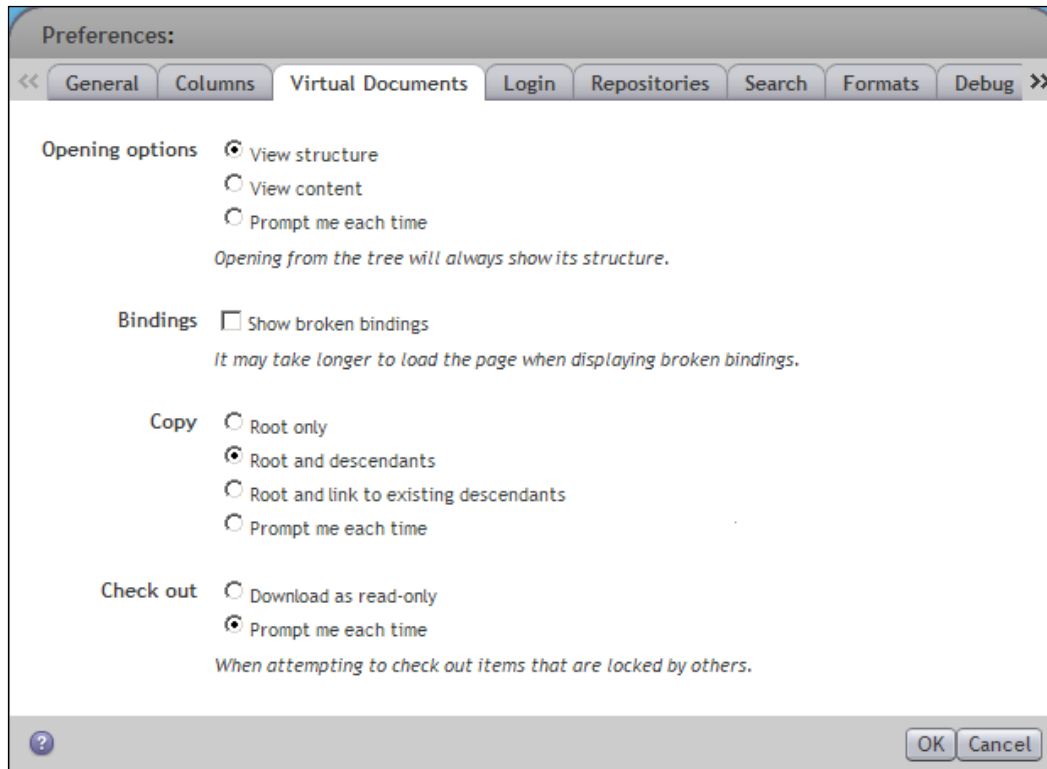 Preferences:
« General Columns Virtual Documents Login Repositories Search Formats Debug »
Opening options View structure
View content
Prompt me each time
Opening from the tree will always show its structure.
Bindings Show broken bindings
It may take longer to load the page when displaying broken bindings.
Copy Root only
Root and descendants
Root and link to existing descendants
Prompt me each time
Check out Download as read-only
Prompt me each time
When attempting to check out items that are locked by others.
? OK Cancel